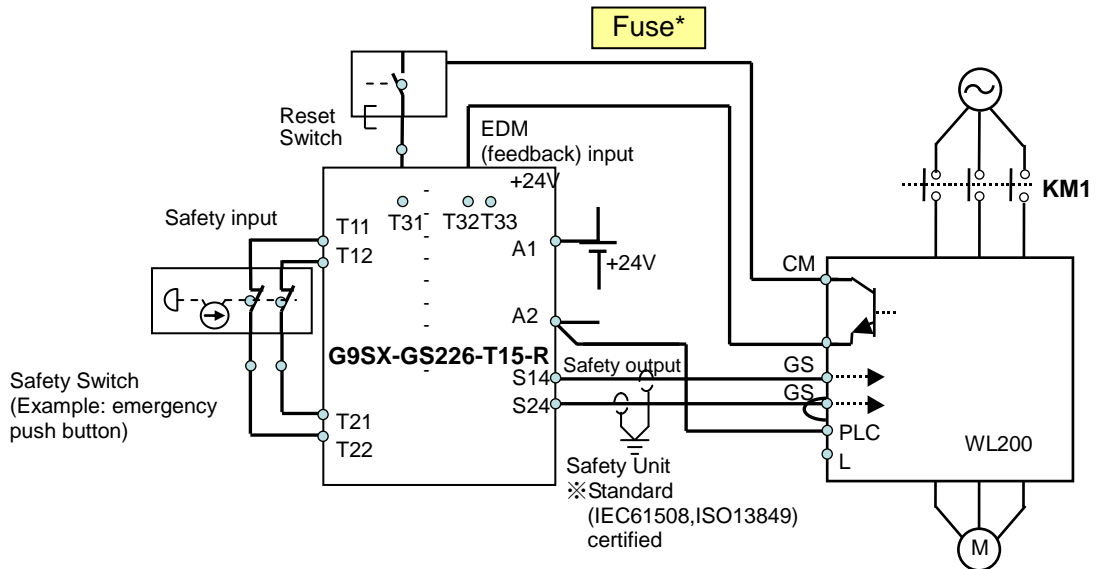 Fuse*
Reset
Switch
EDM
(feedback) input
+24V
KM1
Safety input
T11
T12
T31
T32
T33
A1
+24V
CM
A2
G9SX-GS226-T15-R
Safety output
S14
S24
GS
GS
PLC
L
WL200
Safety Switch
(Example: emergency
push button)
T21
T22
Safety Unit
※Standard
(IEC61508,ISO13849)
certified
M